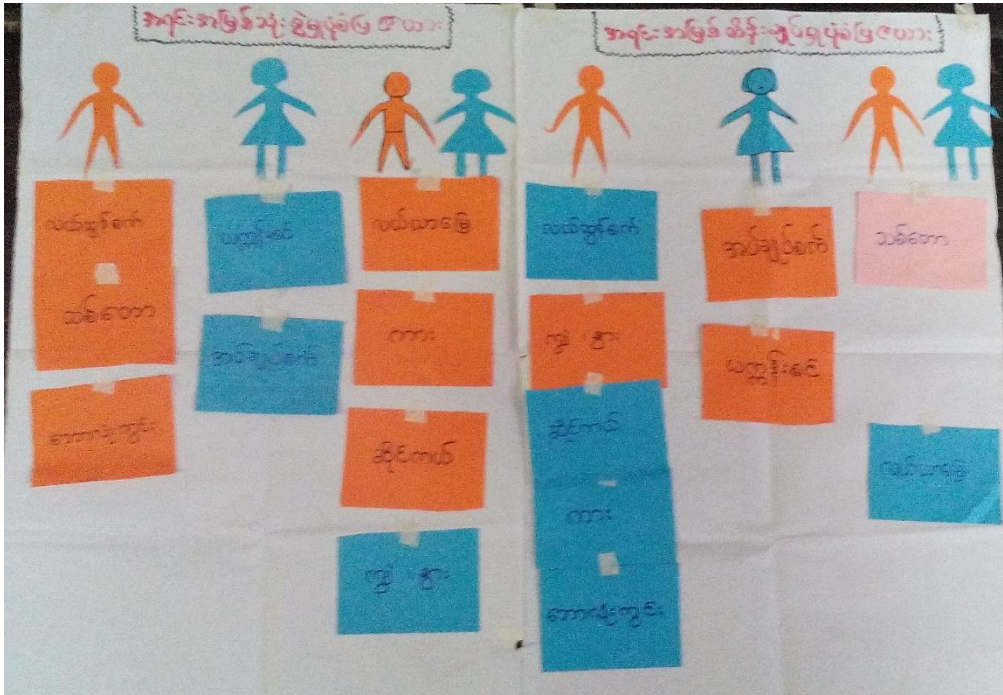 အရင်းအမြစ်သုံးစွဲမှုပုံစံပြဇယား
လယ်ထွန်စက်
သစ်တော
ဘောလုံးကွင်း
ယက္ကန်းစင်
အပ်ချုပ်စက်
လယ်ယာမြေ
ကား
ဆိုင်ကယ်
ကျွဲ ၊ နွား
အရင်းအမြစ်ထိန်းချုပ်မှုပုံစံပြဇယား
လယ်ထွန်စက်
ကျွဲ ၊ နွား
ဆိုင်ကယ်
ကား
ဘောလုံးကွင်း
အပ်ချုပ်စက်
ယက္ကန်းစင်
သစ်တော
လယ်ယာမြေ